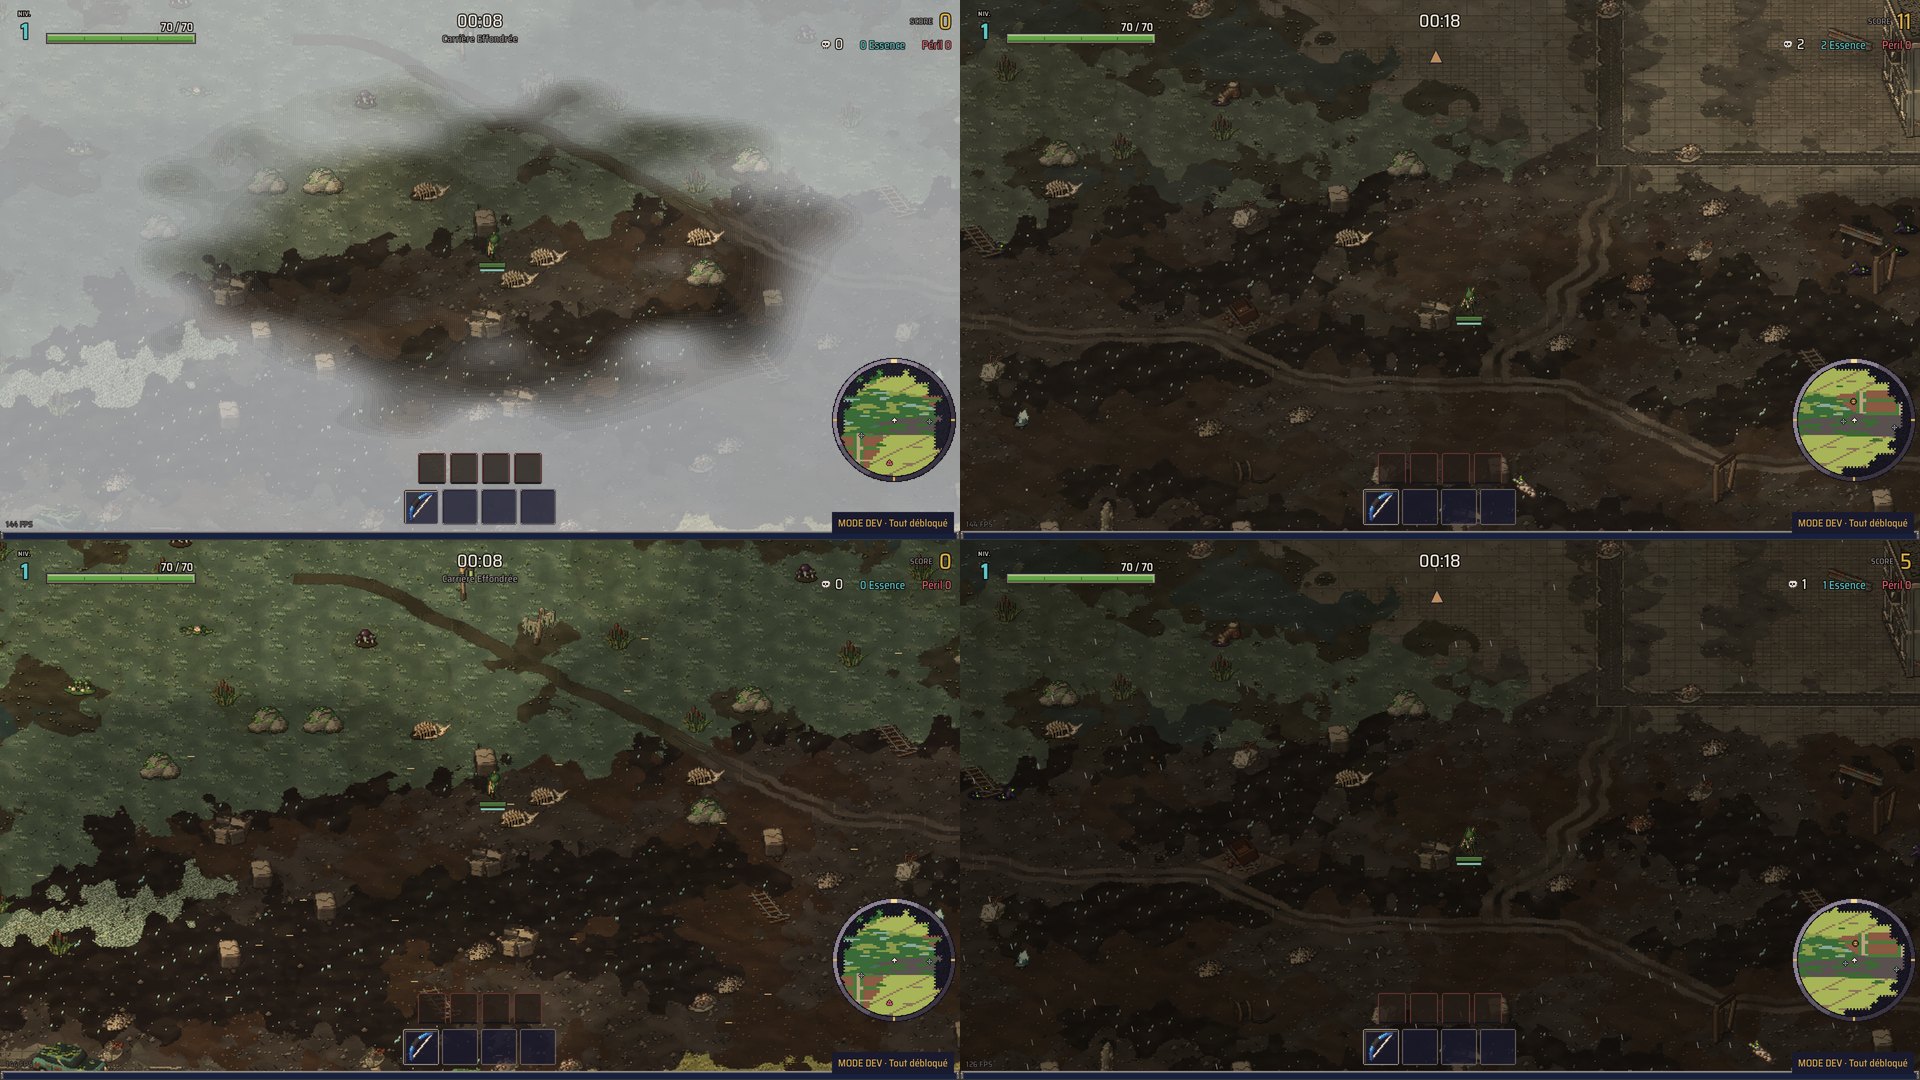 NIV.
1
70 / 70
00:08
Carrière Effondrée
SCORE 0
0
0 Essence
Péril 0
144 FPS
MODE DEV · Tout débloqué
NIV.
1
70 / 70
00:18
SCORE 11
2
2 Essence
Péril 0
144 FPS
MODE DEV · Tout débloqué
NIV.
1
70 / 70
00:08
Carrière Effondrée
SCORE 0
0
0 Essence
Péril 0
MODE DEV · Tout débloqué
NIV.
1
70 / 70
00:18
SCORE 5
1
1 Essence
Péril 0
126 FPS
MODE DEV · Tout débloqué